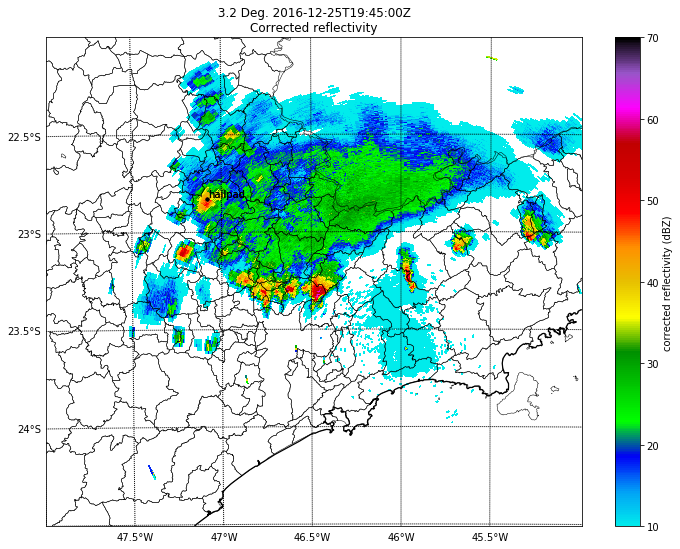 3.2 Deg. 2016-12-25T19:45:00Z
Corrected reflectivity
70
60
50
40
30
20
10
corrected reflectivity (dBZ)
22.5°S
23°S
23.5°S
24°S
47.5°W
47°W
46.5°W
46°W
45.5°W